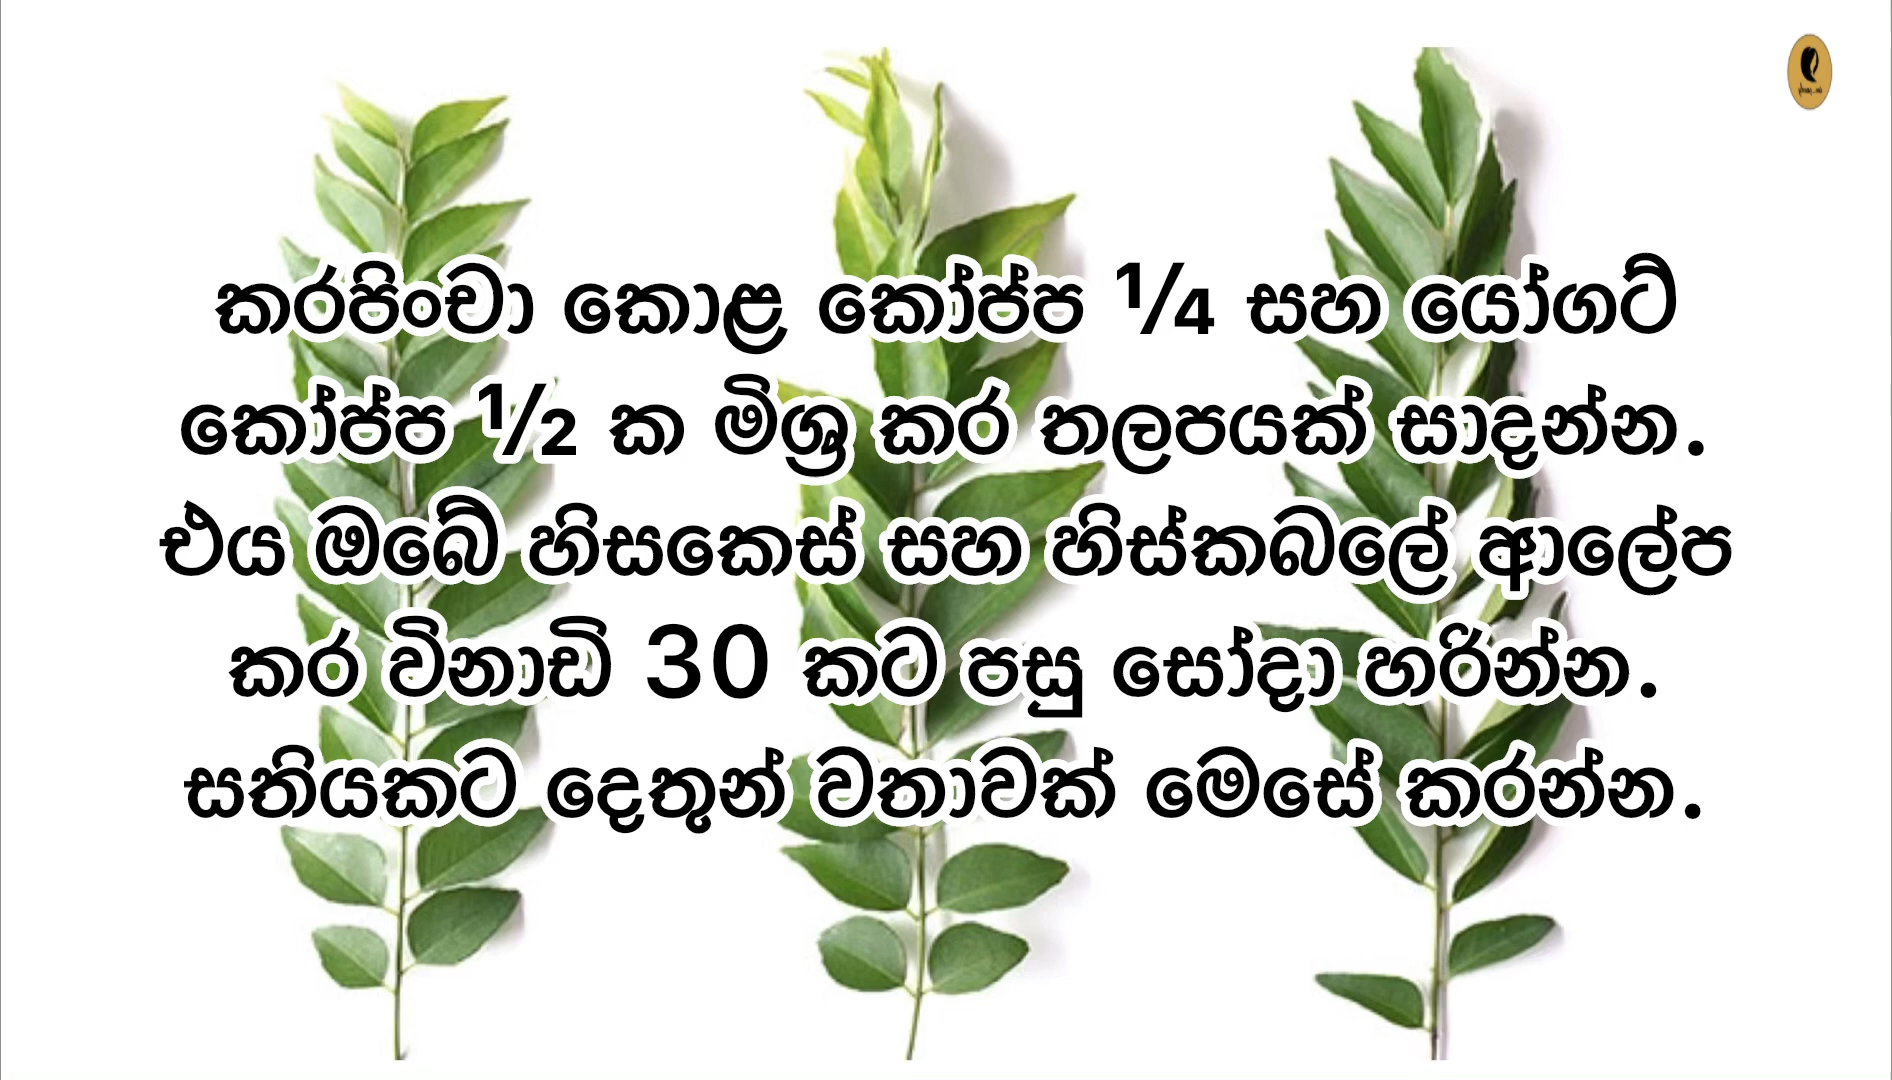 කරපිංචා කොළ කෝප්ප ¼ සහ යෝගට්
කෝප්ප ½ ක මිශ්‍ර කර තලපයක් සාදන්න.
එය ඔබේ හිසකෙස් සහ හිස්කබලේ ආලේප
කර විනාඩි 30 කට පසු සෝදා හරින්න.
සතියකට දෙතුන් වතාවක් මෙසේ කරන්න.